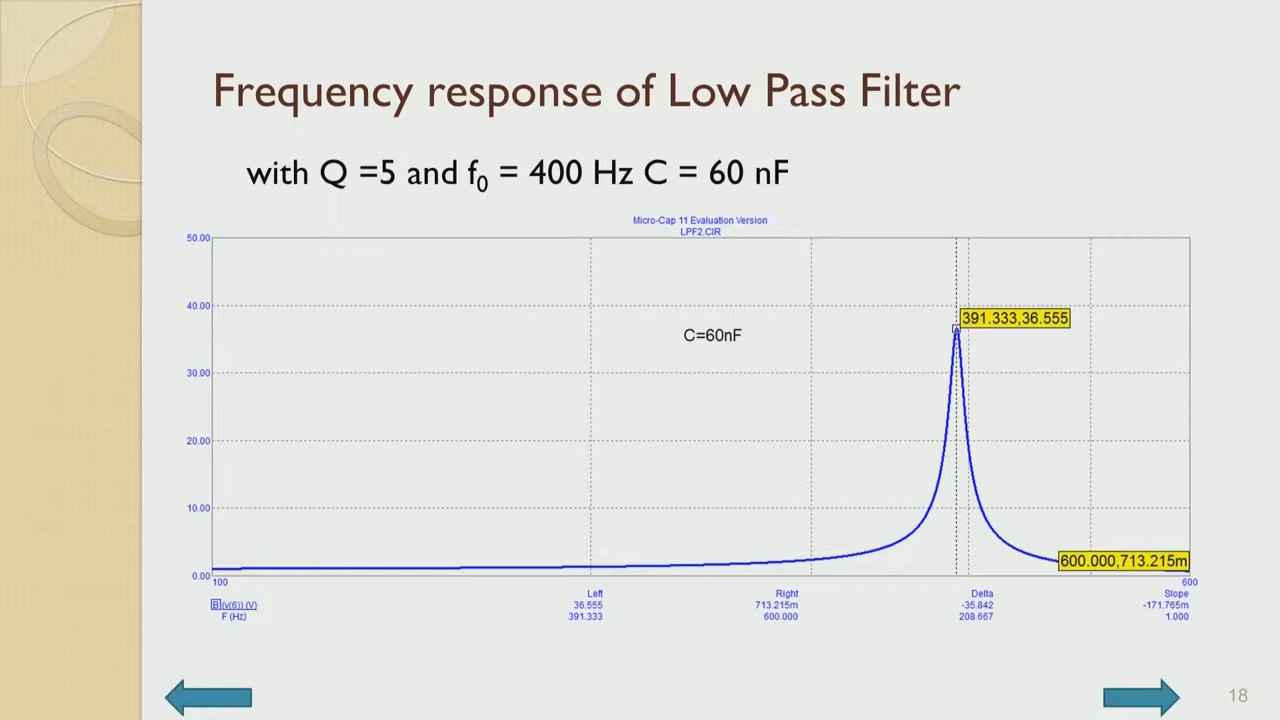 Frequency response of Low Pass Filter
with Q =5 and f₀ = 400 Hz C = 60 nF
Micro-Cap 11 Evaluation Version
LPF2.CIR
50.00
40.00
391.333,36.555
C=60nF
30.00
20.00
10.00
600.000,713.215m
0.00
100 600
Left Right Delta Slope
B (v(6)) (V) 36.555 713.215m -35.842 -171.765m
F (Hz) 391.333 600.000 208.667 1.000
18